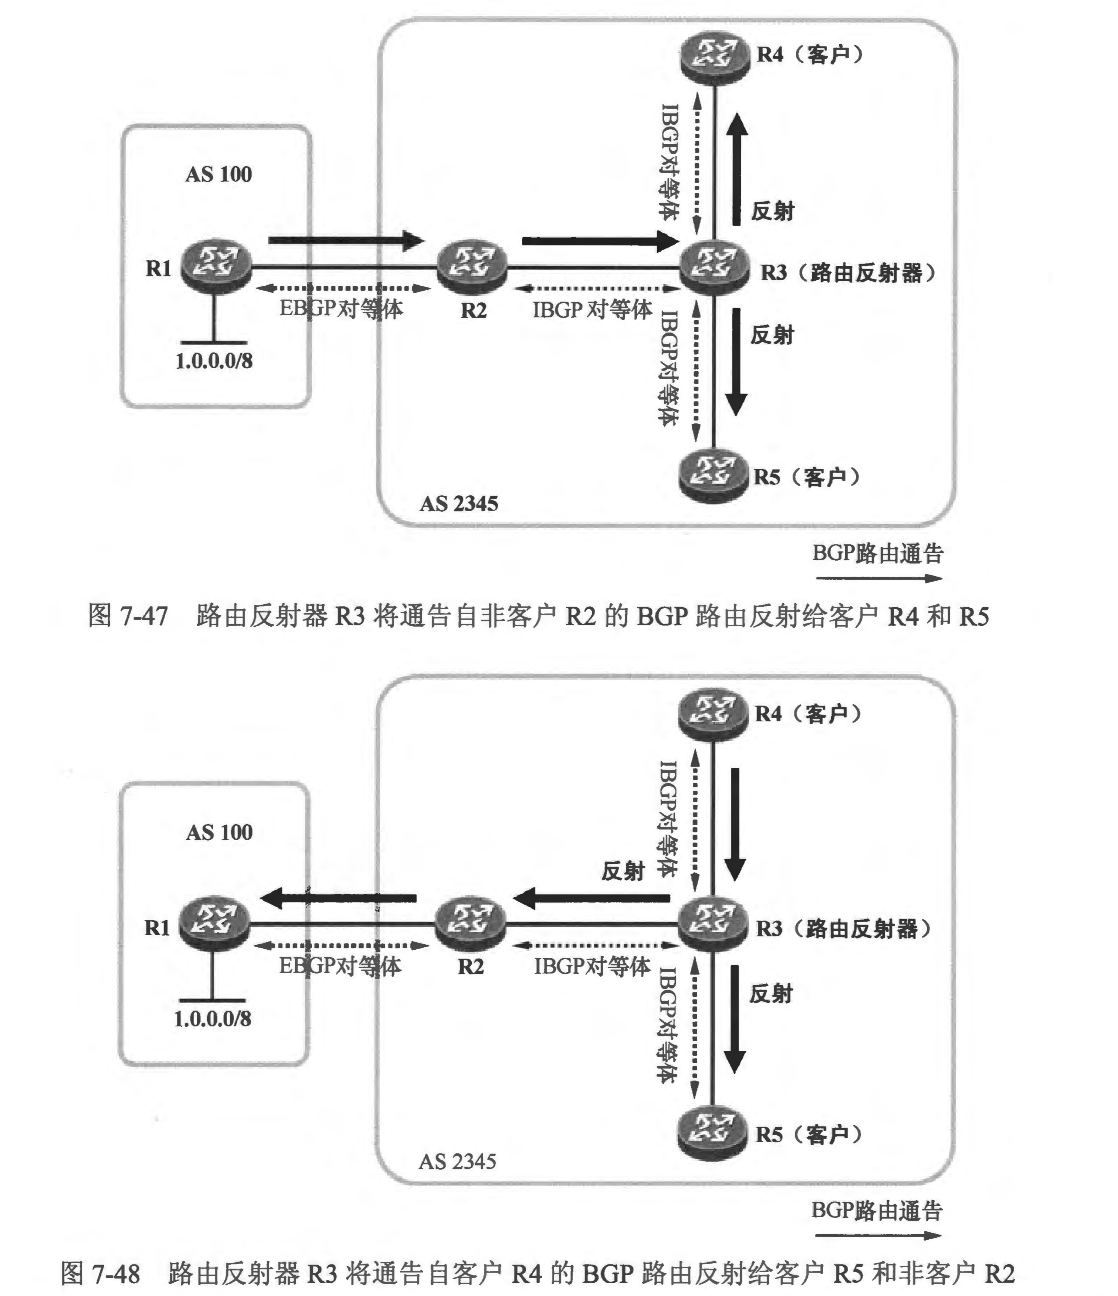 R4（客户）
IBGP对等体
AS 100
反射
R1
R3（路由反射器）
EBGP对等体
R2
IBGP 对等体
1.0.0.0/8
IBGP对等体
反射
R5（客户）
AS 2345
BGP路由通告
图 7-47 路由反射器 R3 将通告自非客户 R2 的 BGP 路由反射给客户 R4 和 R5
R4（客户）
IBGP对等体
AS 100
反射
R1
R3（路由反射器）
EBGP对等体
R2
IBGP对等体
1.0.0.0/8
IBGP对等体
反射
R5（客户）
AS 2345
BGP路由通告
图 7-48 路由反射器 R3 将通告自客户 R4 的 BGP 路由反射给客户 R5 和非客户 R2